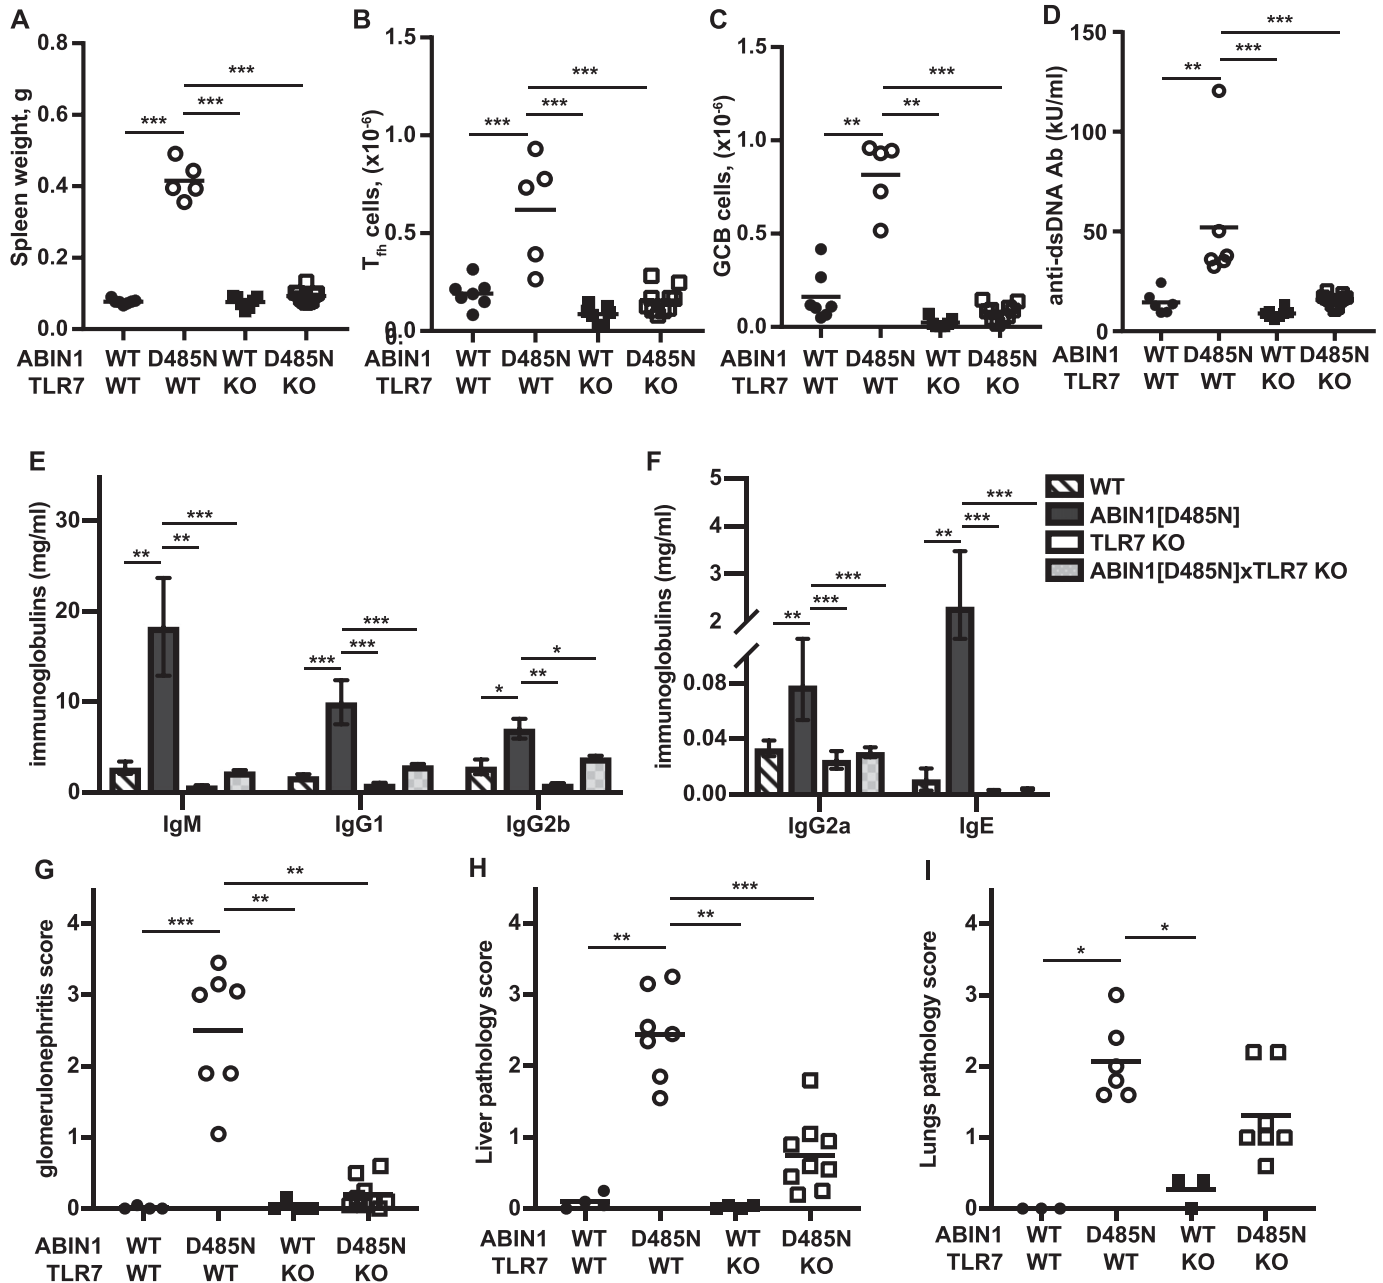 A
Spleen weight, g
0.8
0.6
0.4
0.2
0.0
***
***
***
ABIN1 WT D485N WT D485N
TLR7 WT WT KO KO
B
Tfh cells, (x10-6)
1.5
1.0
0.5
0.0
0.
***
***
***
ABIN1 WT D485N WT D485N
TLR7 WT WT KO KO
C
GCB cells, (x10-6)
1.5
1.0
0.5
0.0
***
**
**
ABIN1 WT D485N WT D485N
TLR7 WT WT KO KO
D
anti-dsDNA Ab (kU/ml)
150
100
50
0
***
***
**
ABIN1 WT D485N WT D485N
TLR7 WT WT KO KO
E
immunoglobulins (mg/ml)
30
20
10
0
***
**
**
***
***
***
*
**
*
IgM IgG1 IgG2b
F
immunoglobulins (mg/ml)
5
4
3
2
0.08
0.04
0.00
***
***
**
***
***
**
IgG2a IgE
WT
ABIN1[D485N]
TLR7 KO
ABIN1[D485N]xTLR7 KO
G
glomerulonephritis score
4
3
2
1
0
**
**
***
ABIN1 WT D485N WT D485N
TLR7 WT WT KO KO
H
Liver pathology score
4
3
2
1
0
***
**
**
ABIN1 WT D485N WT D485N
TLR7 WT WT KO KO
I
Lungs pathology score
4
3
2
1
0
*
*
ABIN1 WT D485N WT D485N
TLR7 WT WT KO KO